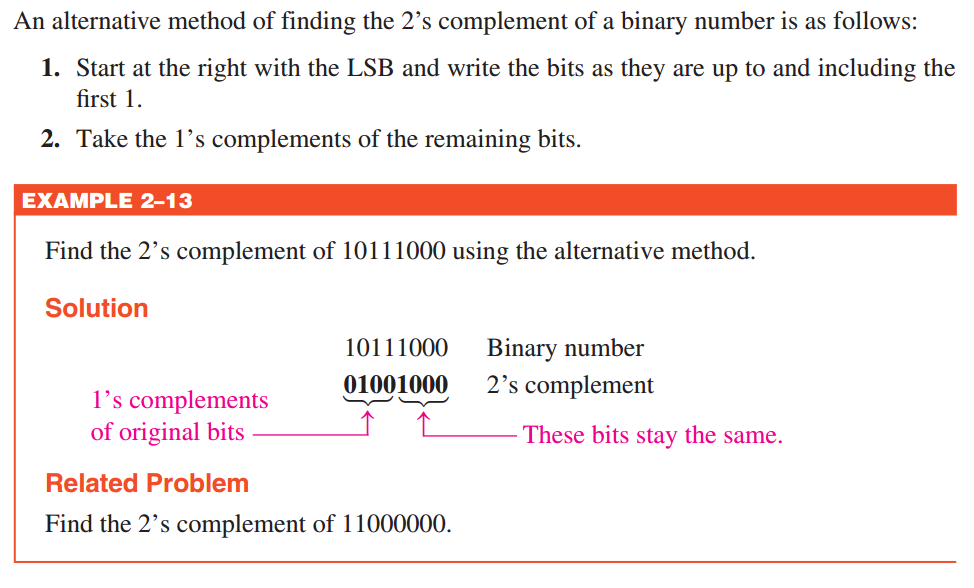 An alternative method of finding the 2’s complement of a binary number is as follows:
1. Start at the right with the LSB and write the bits as they are up to and including the
first 1.
2. Take the 1’s complements of the remaining bits.
EXAMPLE 2–13
Find the 2’s complement of 10111000 using the alternative method.
Solution
10111000 Binary number
01001000 2’s complement
1’s complements
of original bits
These bits stay the same.
Related Problem
Find the 2’s complement of 11000000.